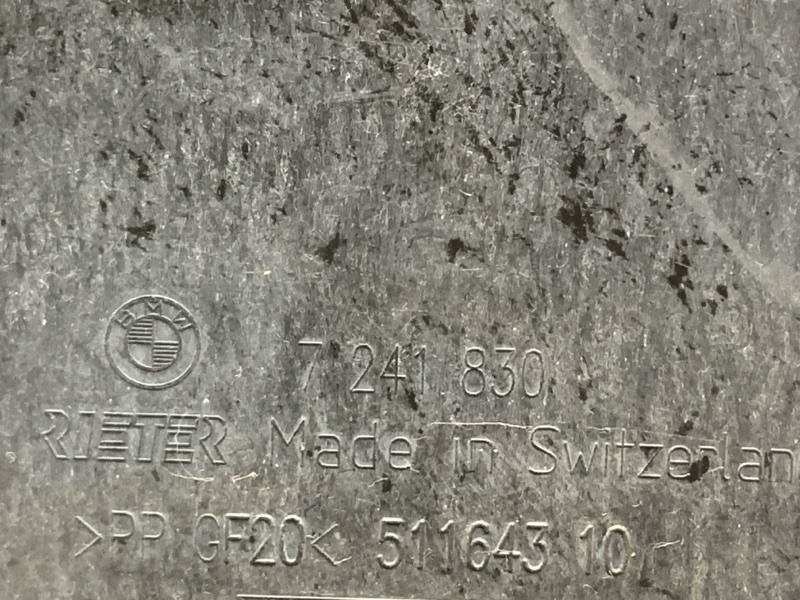 BMW
7 241 830
RIETER Made in Switzerlan
>PP GF20< 511643 10